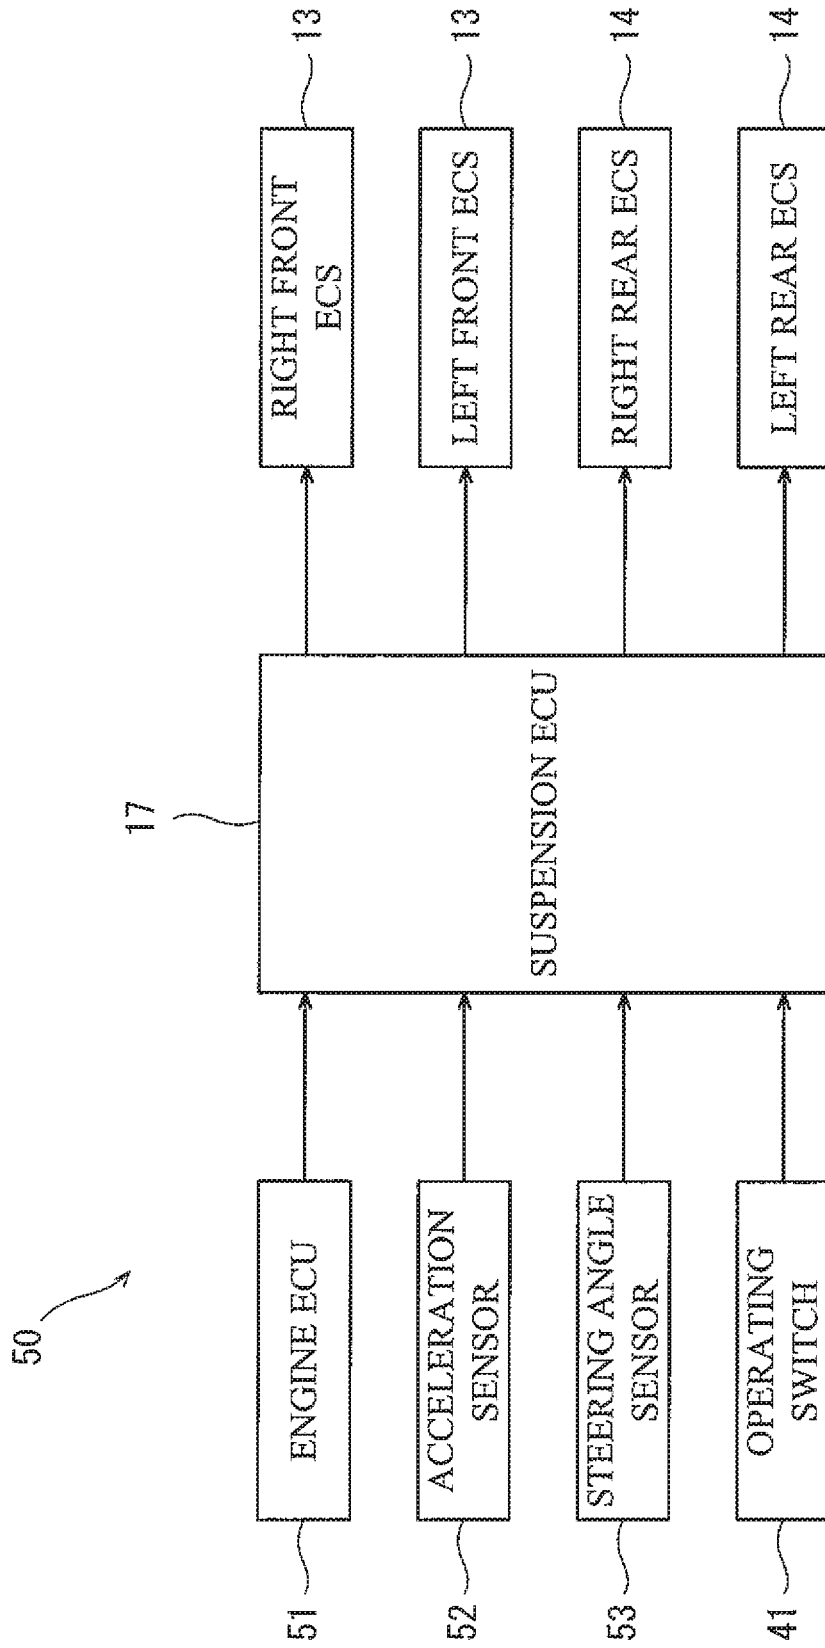 50
17
51
ENGINE ECU
52
ACCELERATION
SENSOR
53
STEERING ANGLE
SENSOR
41
OPERATING
SWITCH
SUSPENSION ECU
RIGHT FRONT
ECS
13
LEFT FRONT ECS
13
RIGHT REAR ECS
14
LEFT REAR ECS
14